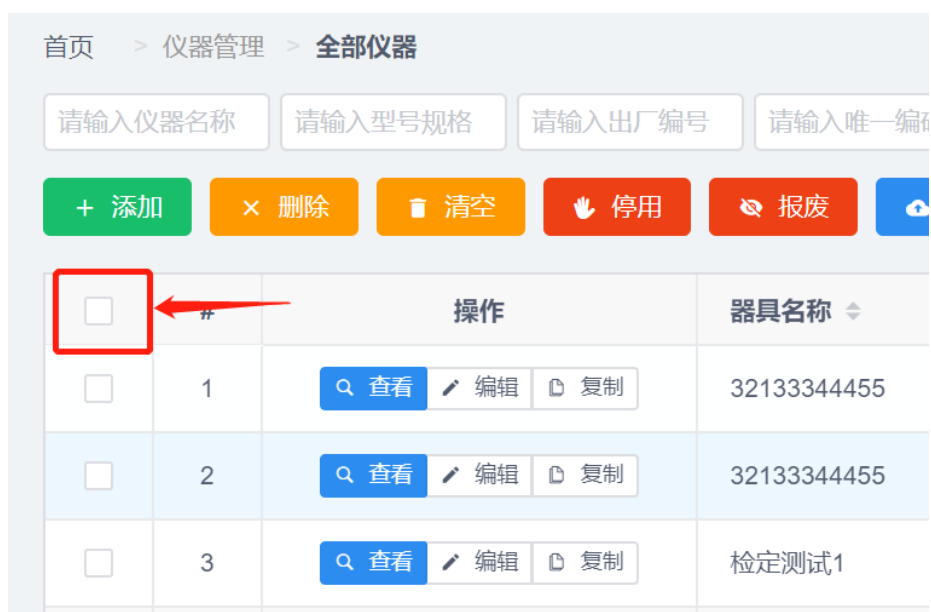 首页 > 仪器管理 > 全部仪器
请输入仪器名称 请输入型号规格 请输入出厂编号 请输入唯一编码
+ 添加 × 删除 清空 停用 报废
# 操作 器具名称
1 查看 编辑 复制 32133344455
2 查看 编辑 复制 32133344455
3 查看 编辑 复制 检定测试1